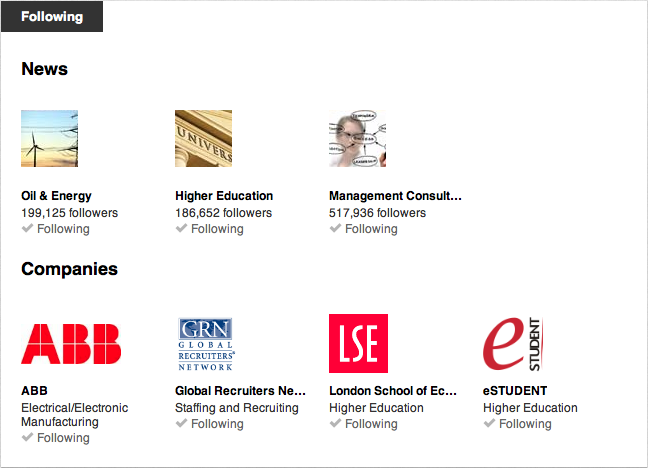 Following
News
UNIVERS
Oil & Energy
199,125 followers
Following
Higher Education
186,652 followers
Following
Management Consult...
517,936 followers
Following
Companies
ABB
ABB
Electrical/Electronic
Manufacturing
Following
GRN
GLOBAL
RECRUITERS®
NETWORK
Global Recruiters Ne...
Staffing and Recruiting
Following
LSE
London School of Ec...
Higher Education
Following
eSTUDENT
eSTUDENT
Higher Education
Following